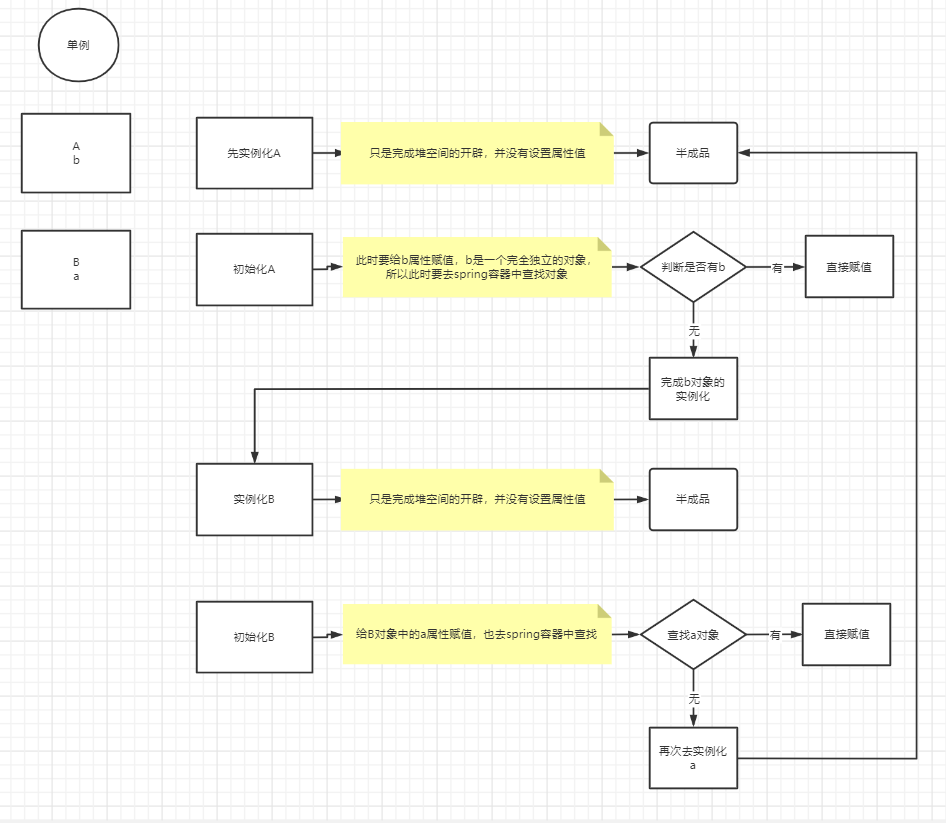 单例
A
b
先实例化A
只是完成堆空间的开辟，并没有设置属性值
半成品
B
a
初始化A
此时要给b属性赋值，b是一个完全独立的对象，
所以此时要去spring容器中查找对象
判断是否有b
有
直接赋值
无
完成b对象的
实例化
实例化B
只是完成堆空间的开辟，并没有设置属性值
半成品
初始化B
给B对象中的a属性赋值，也去spring容器中查找
查找a对象
有
直接赋值
无
再次去实例化
a